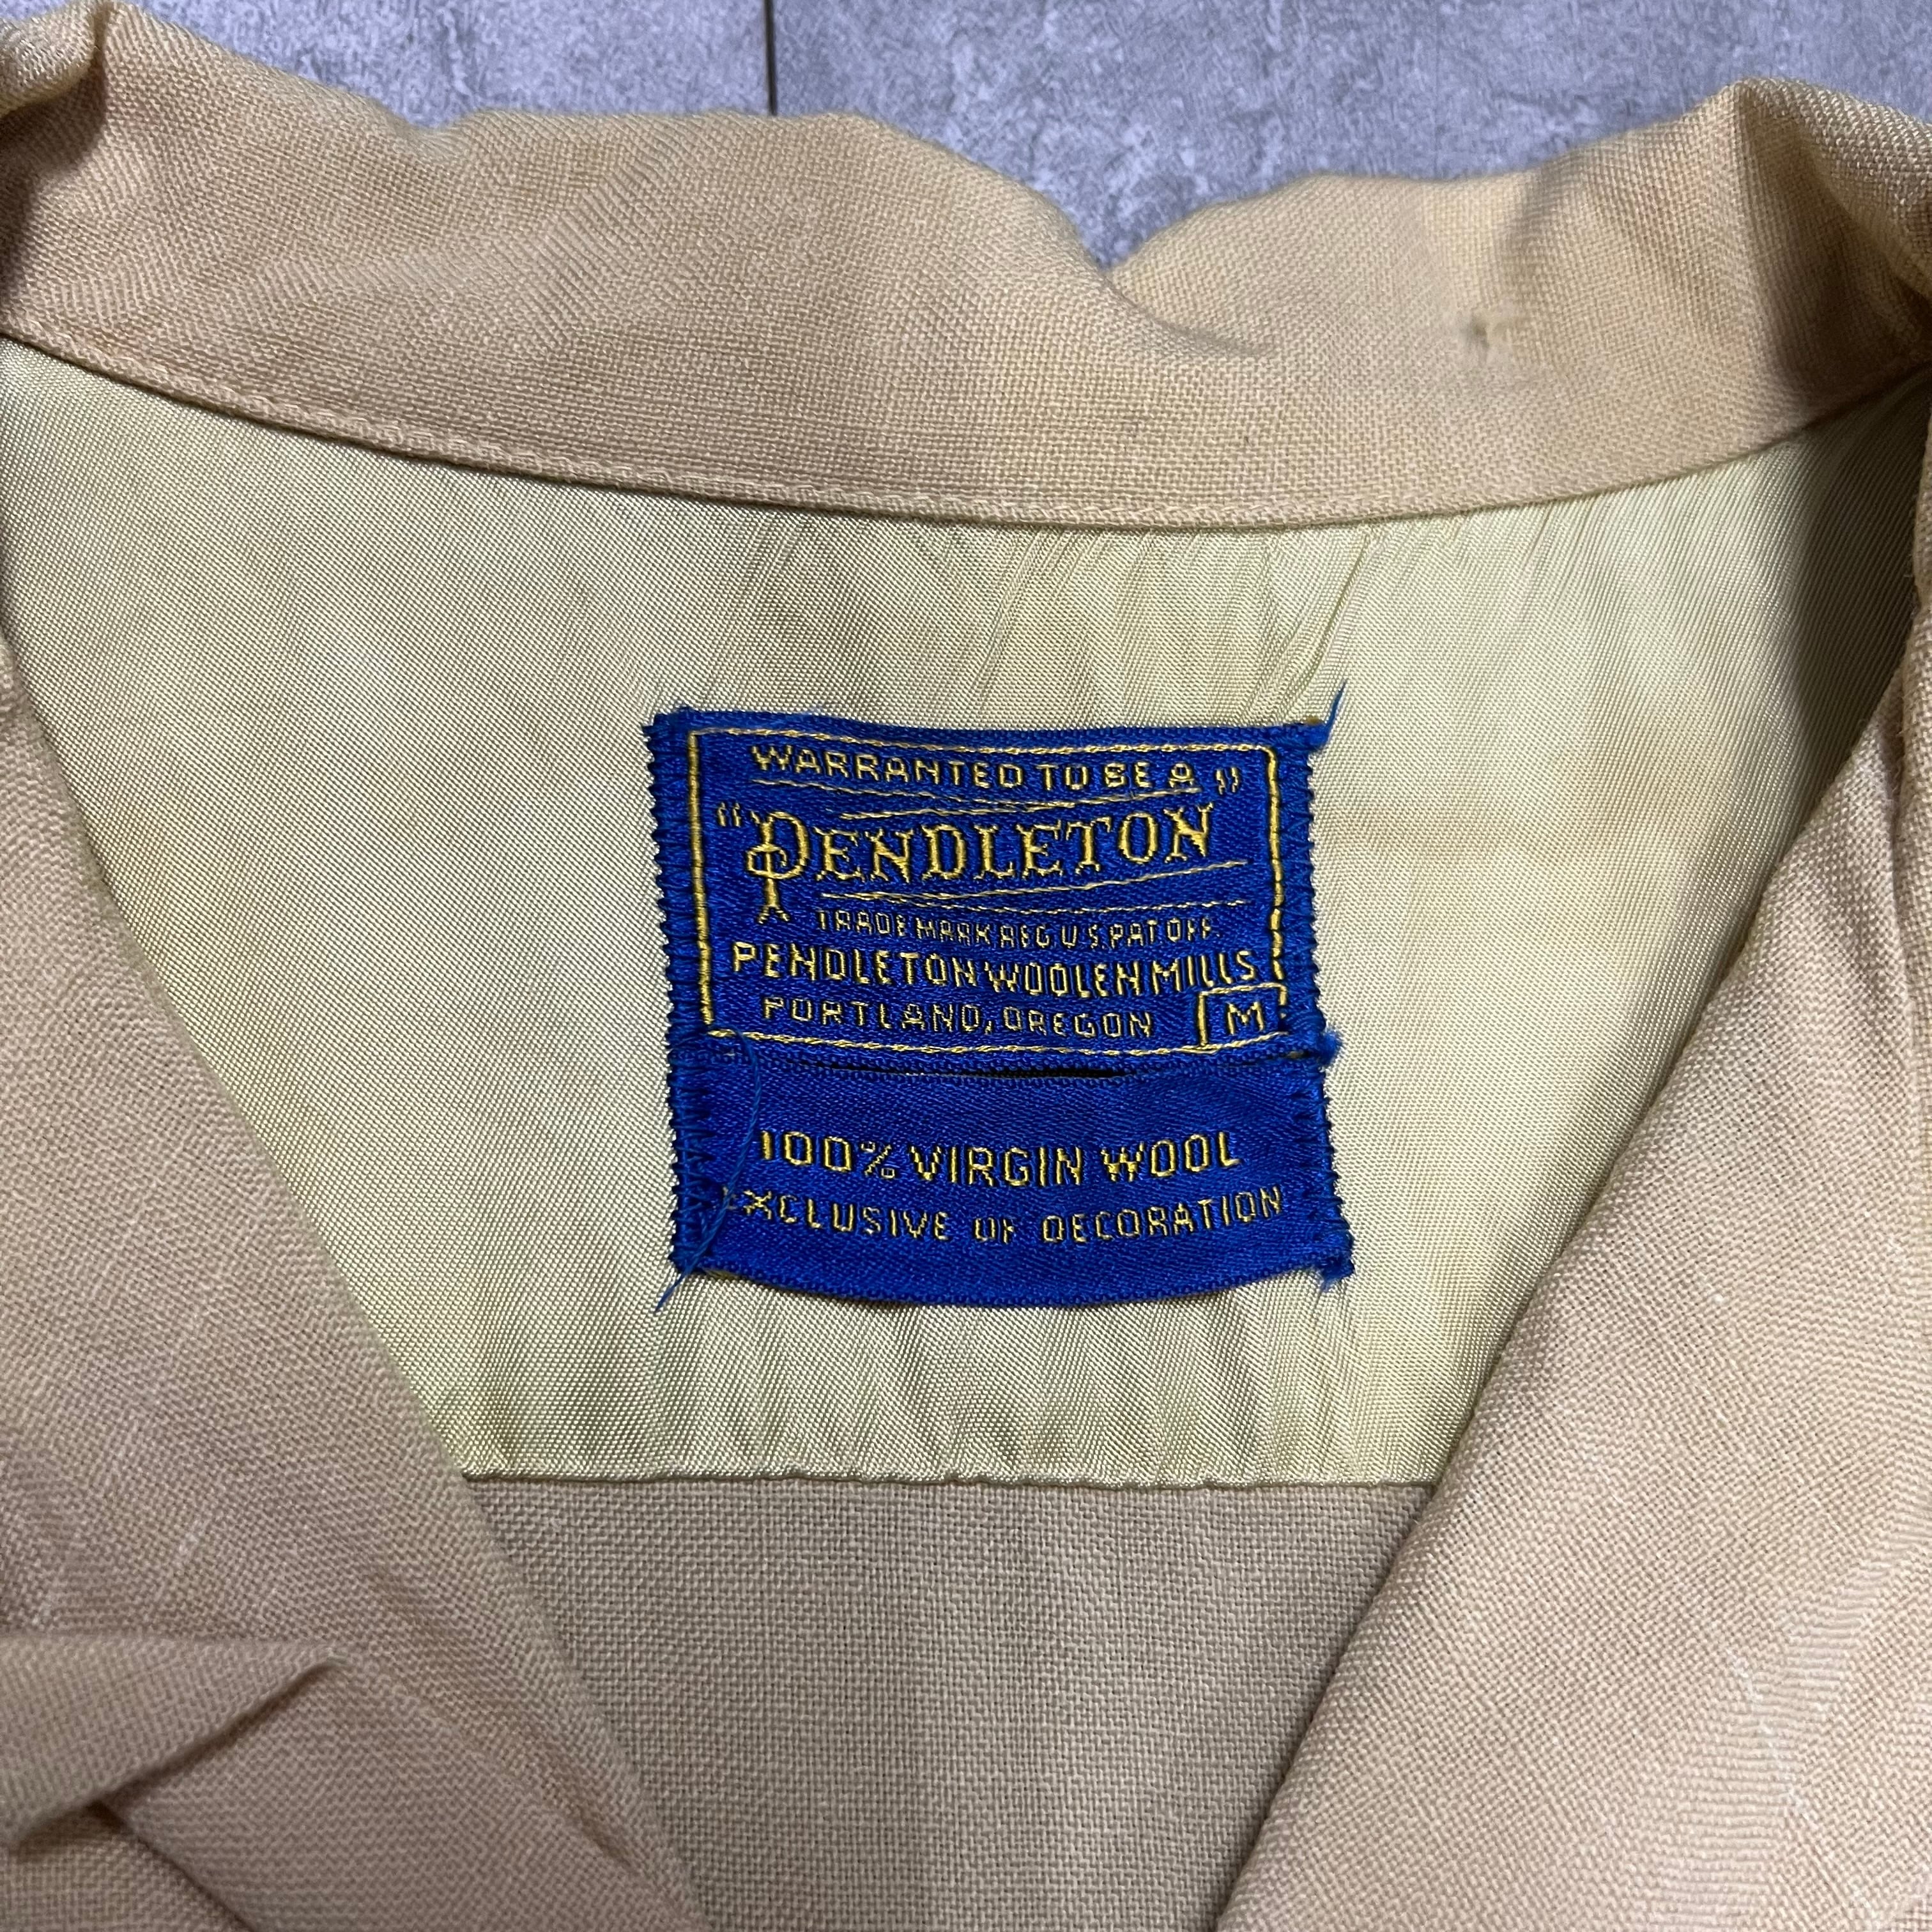 WARRANTED TO BE A
"PENDLETON"
TRADE MARK REG U S PAT OFF.
PENDLETON WOOLEN MILLS
PORTLAND, OREGON
M
100% VIRGIN WOOL
EXCLUSIVE OF DECORATION